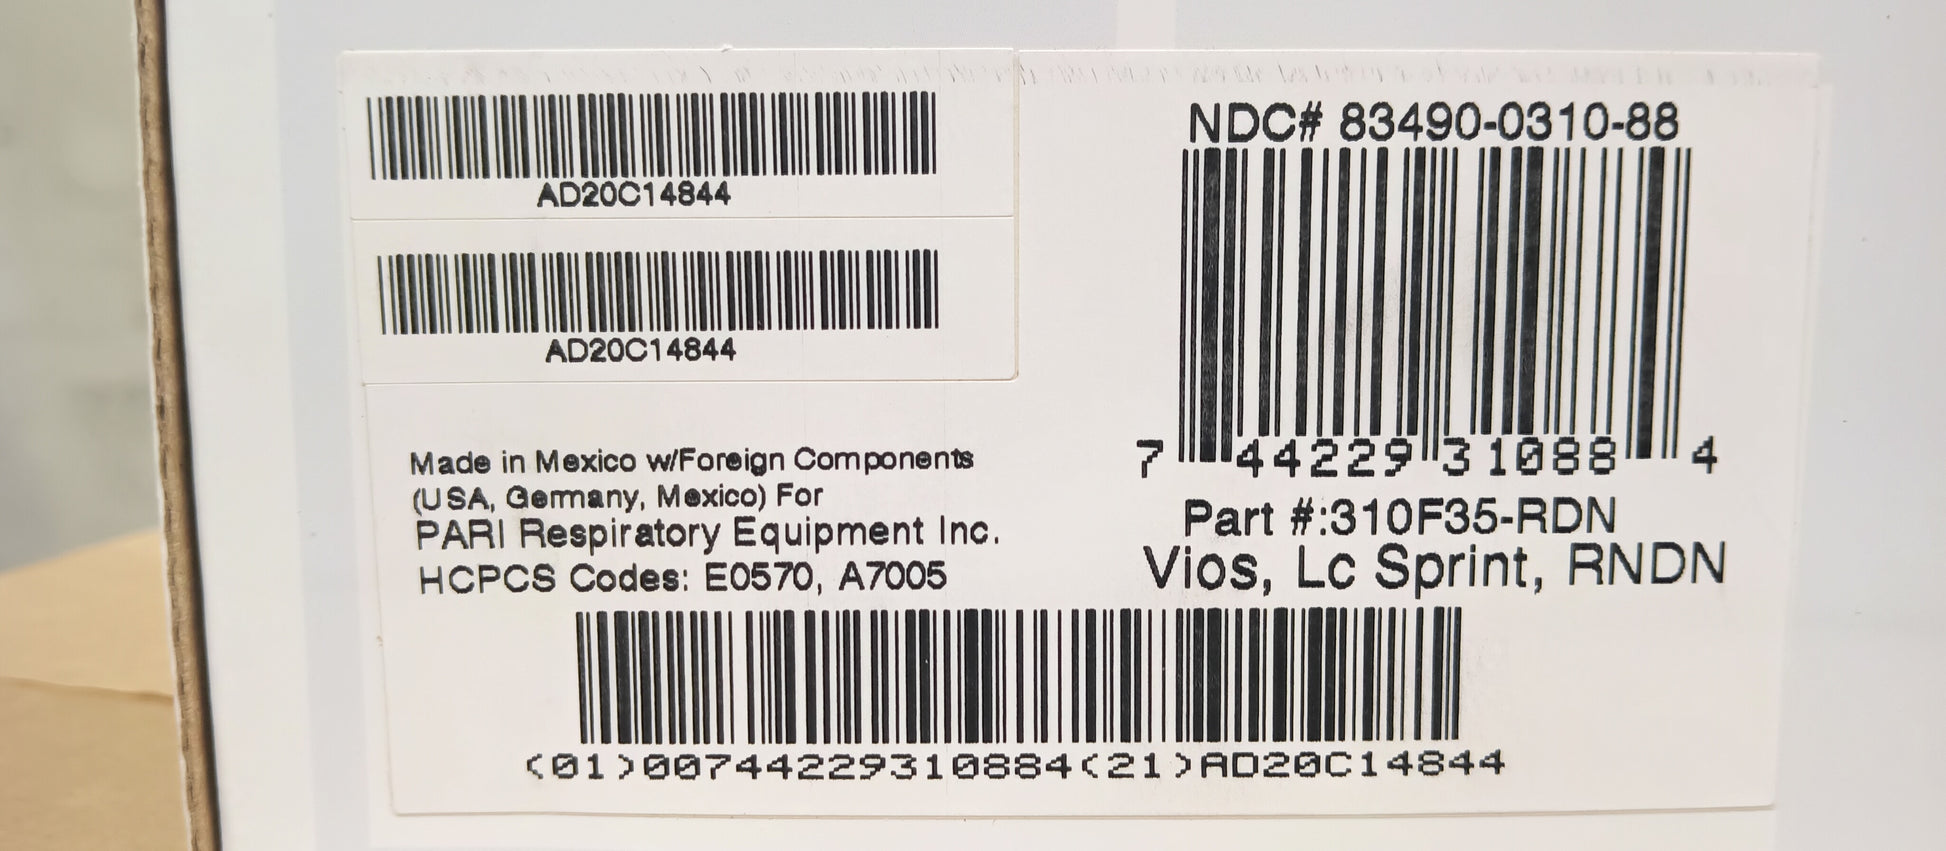 AD20C14844
AD20C14844
Made in Mexico w/Foreign Components
(USA, Germany, Mexico) For
PARI Respiratory Equipment Inc.
HCPCS Codes: E0570, A7005
NDC# 83490-0310-88
7 44229 31088 4
Part #:310F35-RDN
Vios, Lc Sprint, RNDN
(01)00744229310884(21)AD20C14844